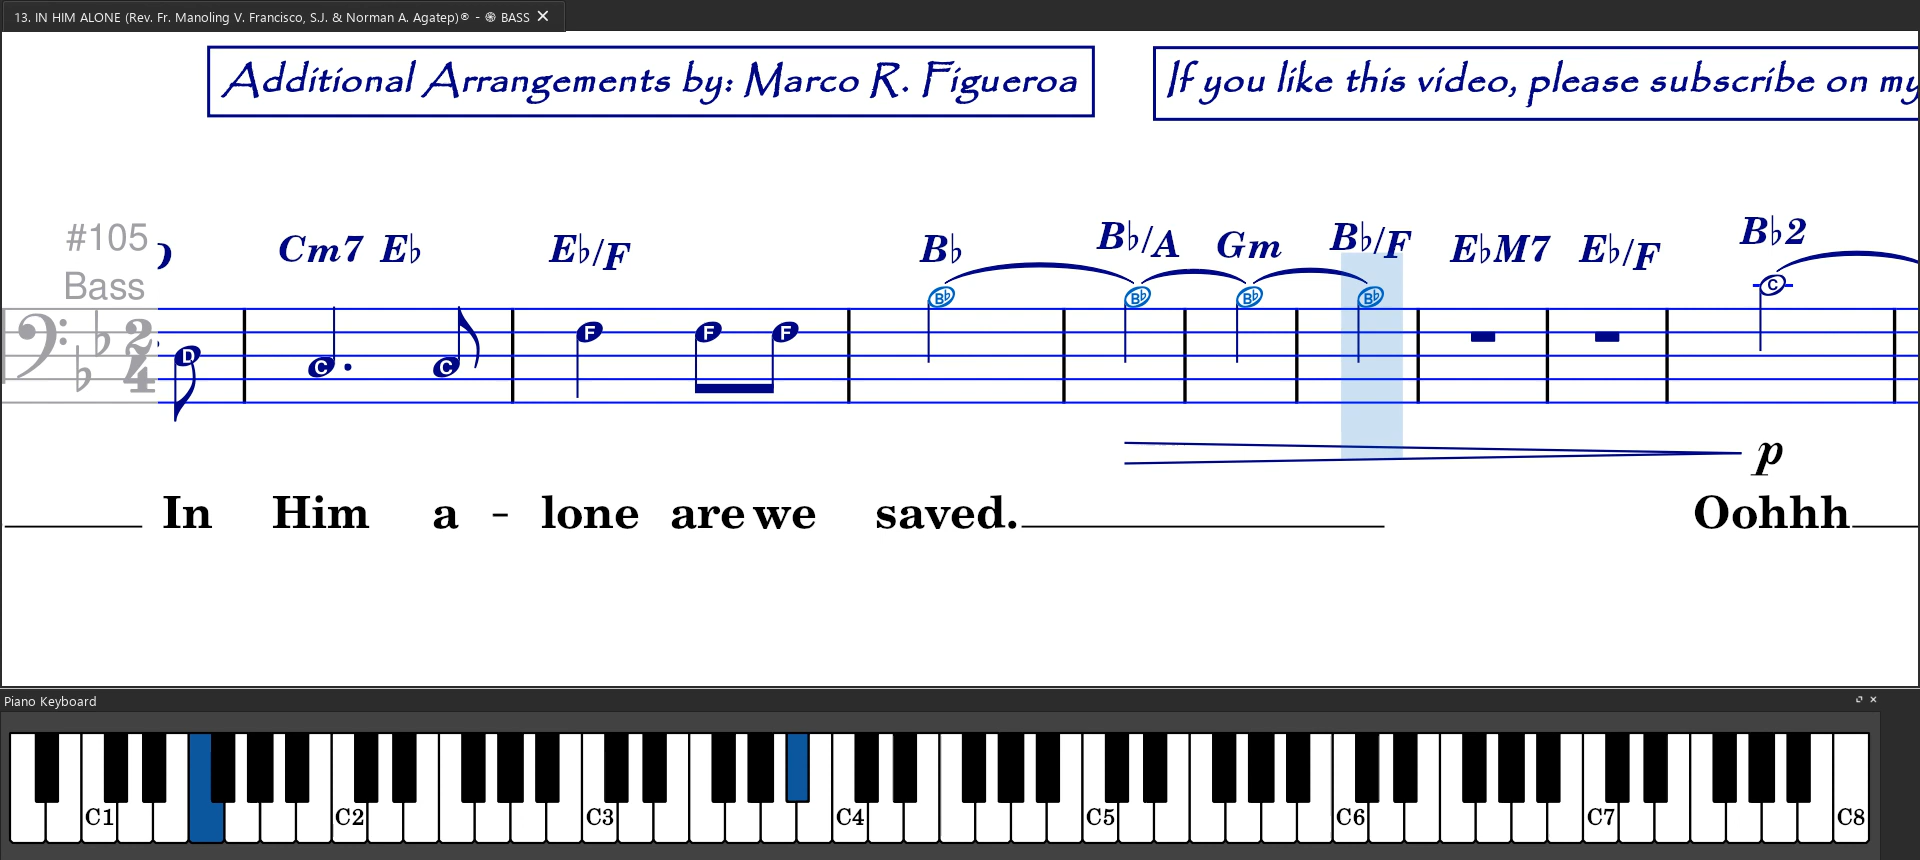 13. IN HIM ALONE (Rev. Fr. Manoling V. Francisco, S.J. & Norman A. Agatep)® - ֍ BASS ✕
Additional Arrangements by: Marco R. Figueroa
If you like this video, please subscribe on my
#105
Bass
Cm7 E♭ E♭/F B♭ B♭/A Gm B♭/F E♭M7 E♭/F B♭2
2
4
D C C F F F B♭ B♭ B♭ B♭ C
p
In Him a - lone are we saved. Oohhh
Piano Keyboard
C1 C2 C3 C4 C5 C6 C7 C8